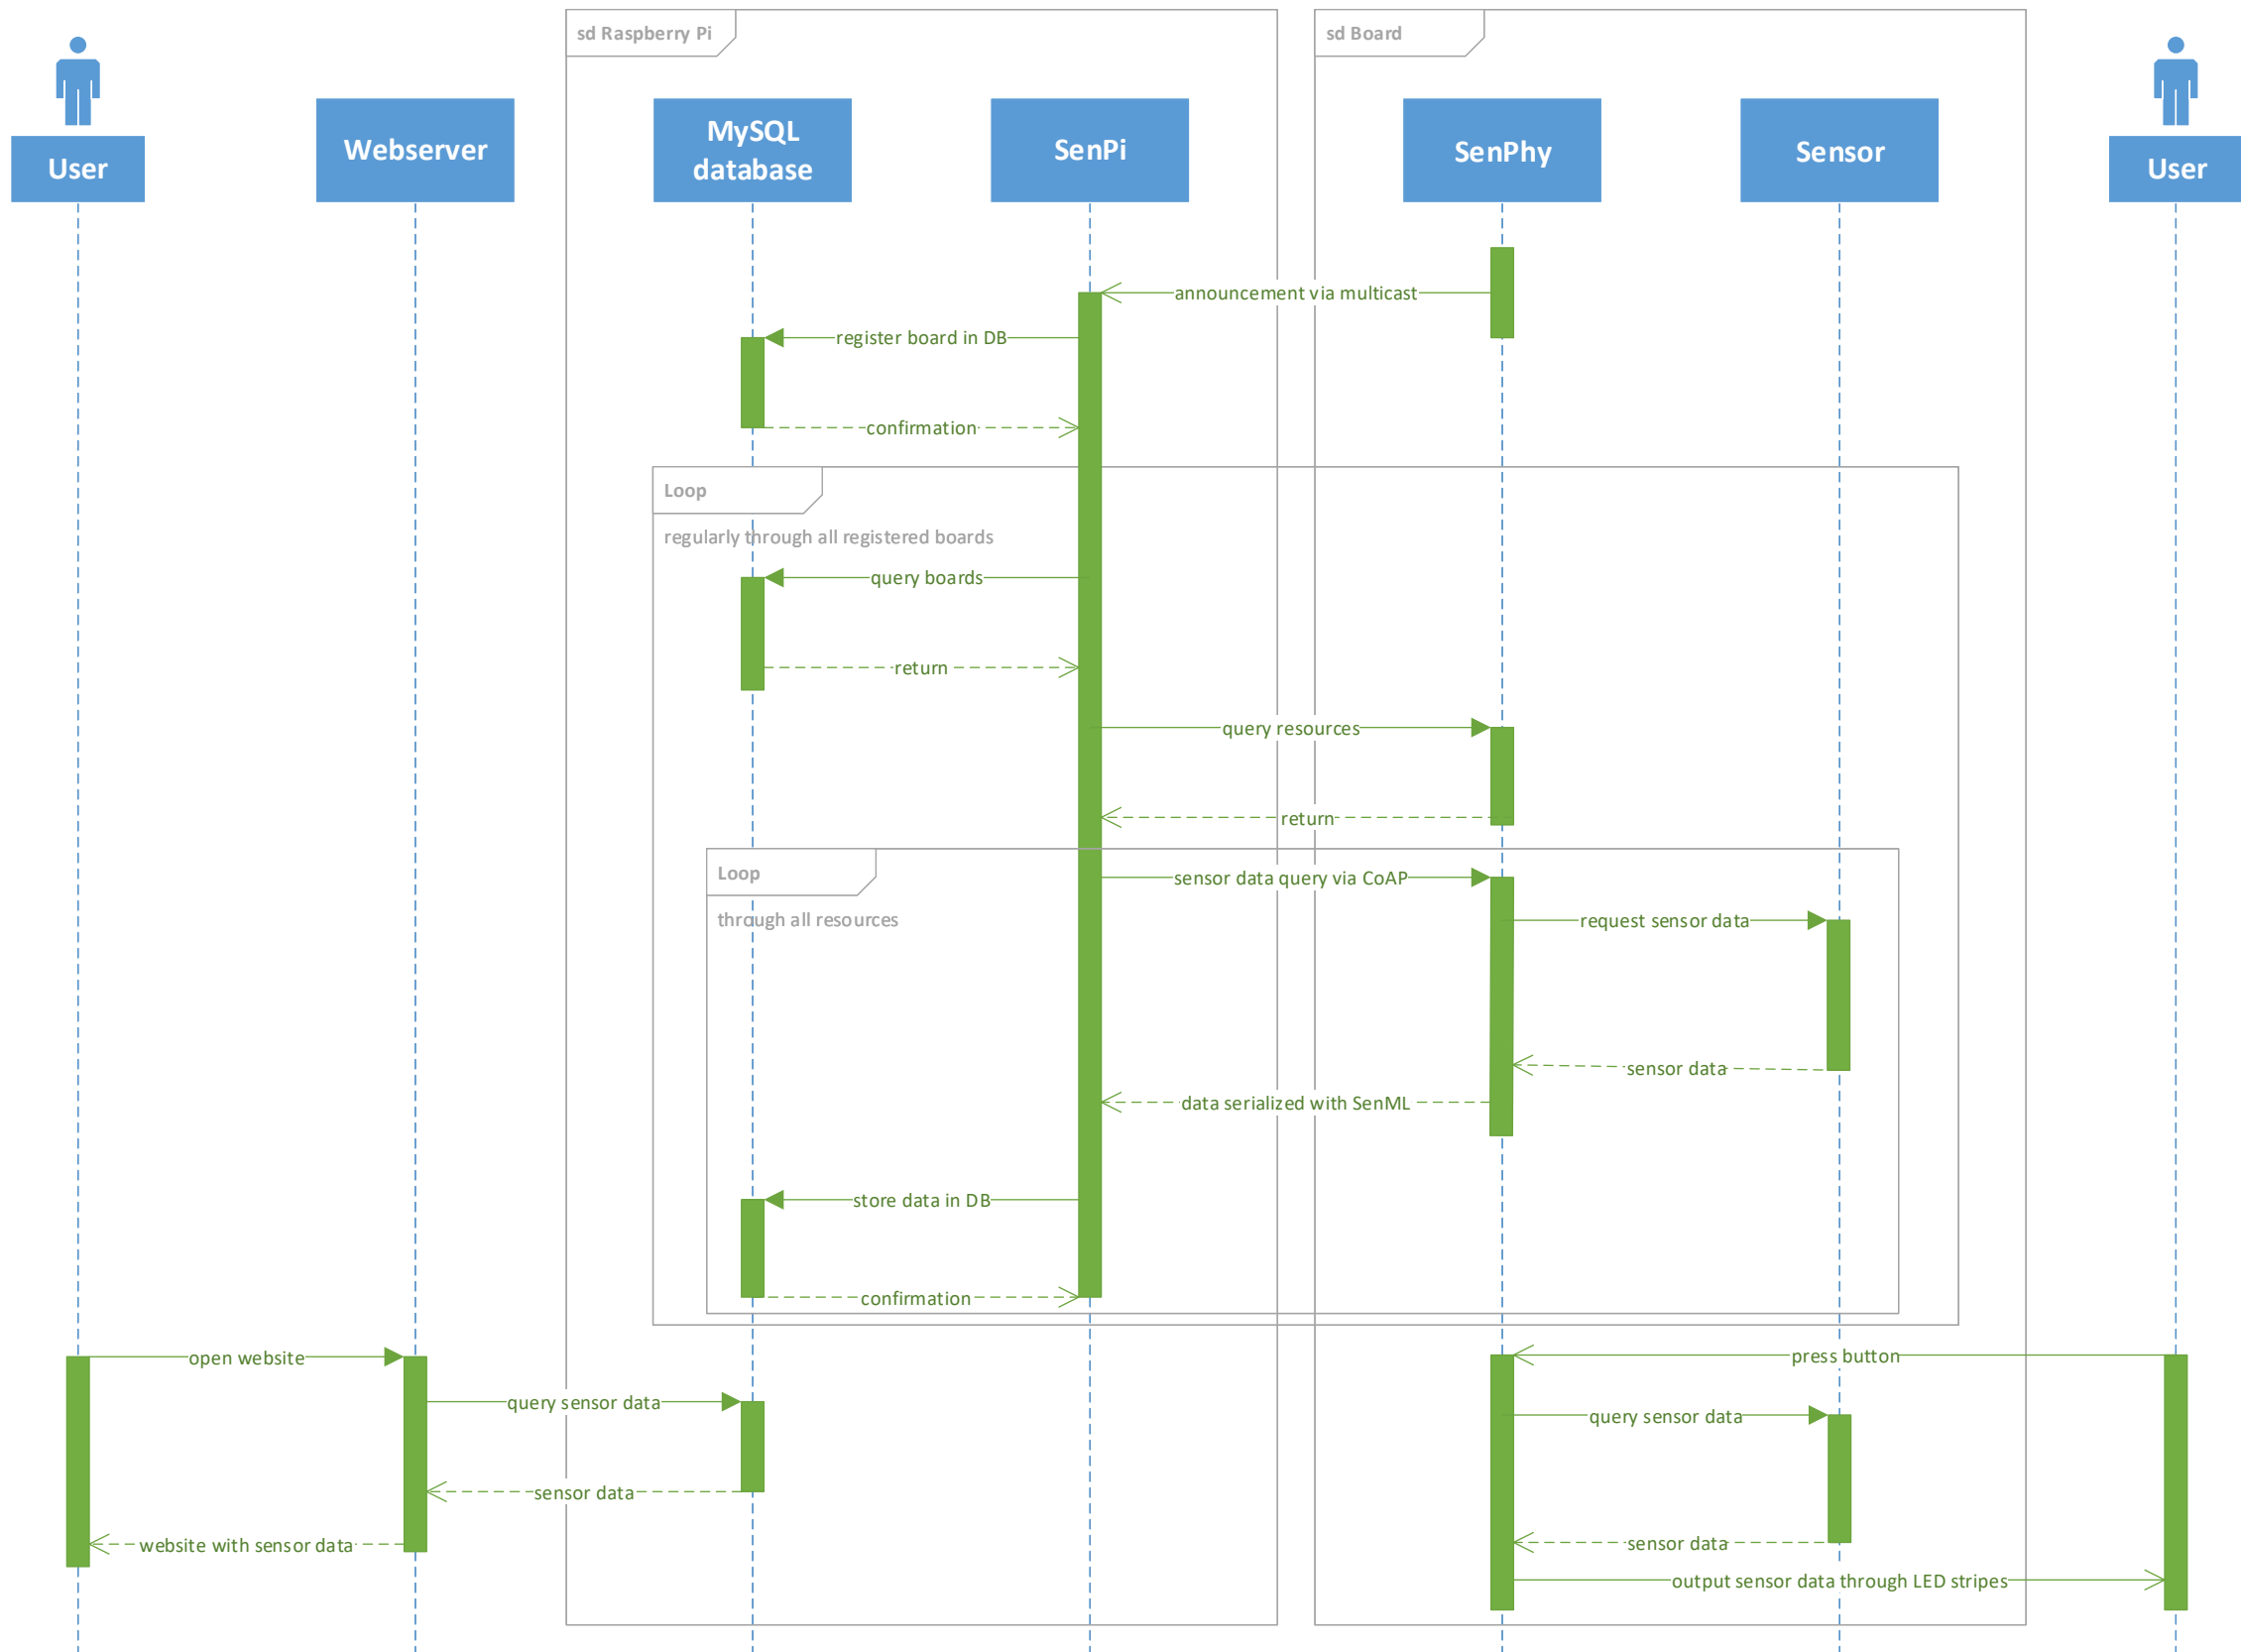 sd Raspberry Pi
sd Board
User
Webserver
MySQL
database
SenPi
SenPhy
Sensor
User
announcement via multicast
register board in DB
confirmation
Loop
regularly through all registered boards
query boards
return
query resources
return
Loop
sensor data query via CoAP
through all resources
request sensor data
sensor data
data serialized with SenML
store data in DB
confirmation
open website
press button
query sensor data
query sensor data
sensor data
sensor data
website with sensor data
output sensor data through LED stripes